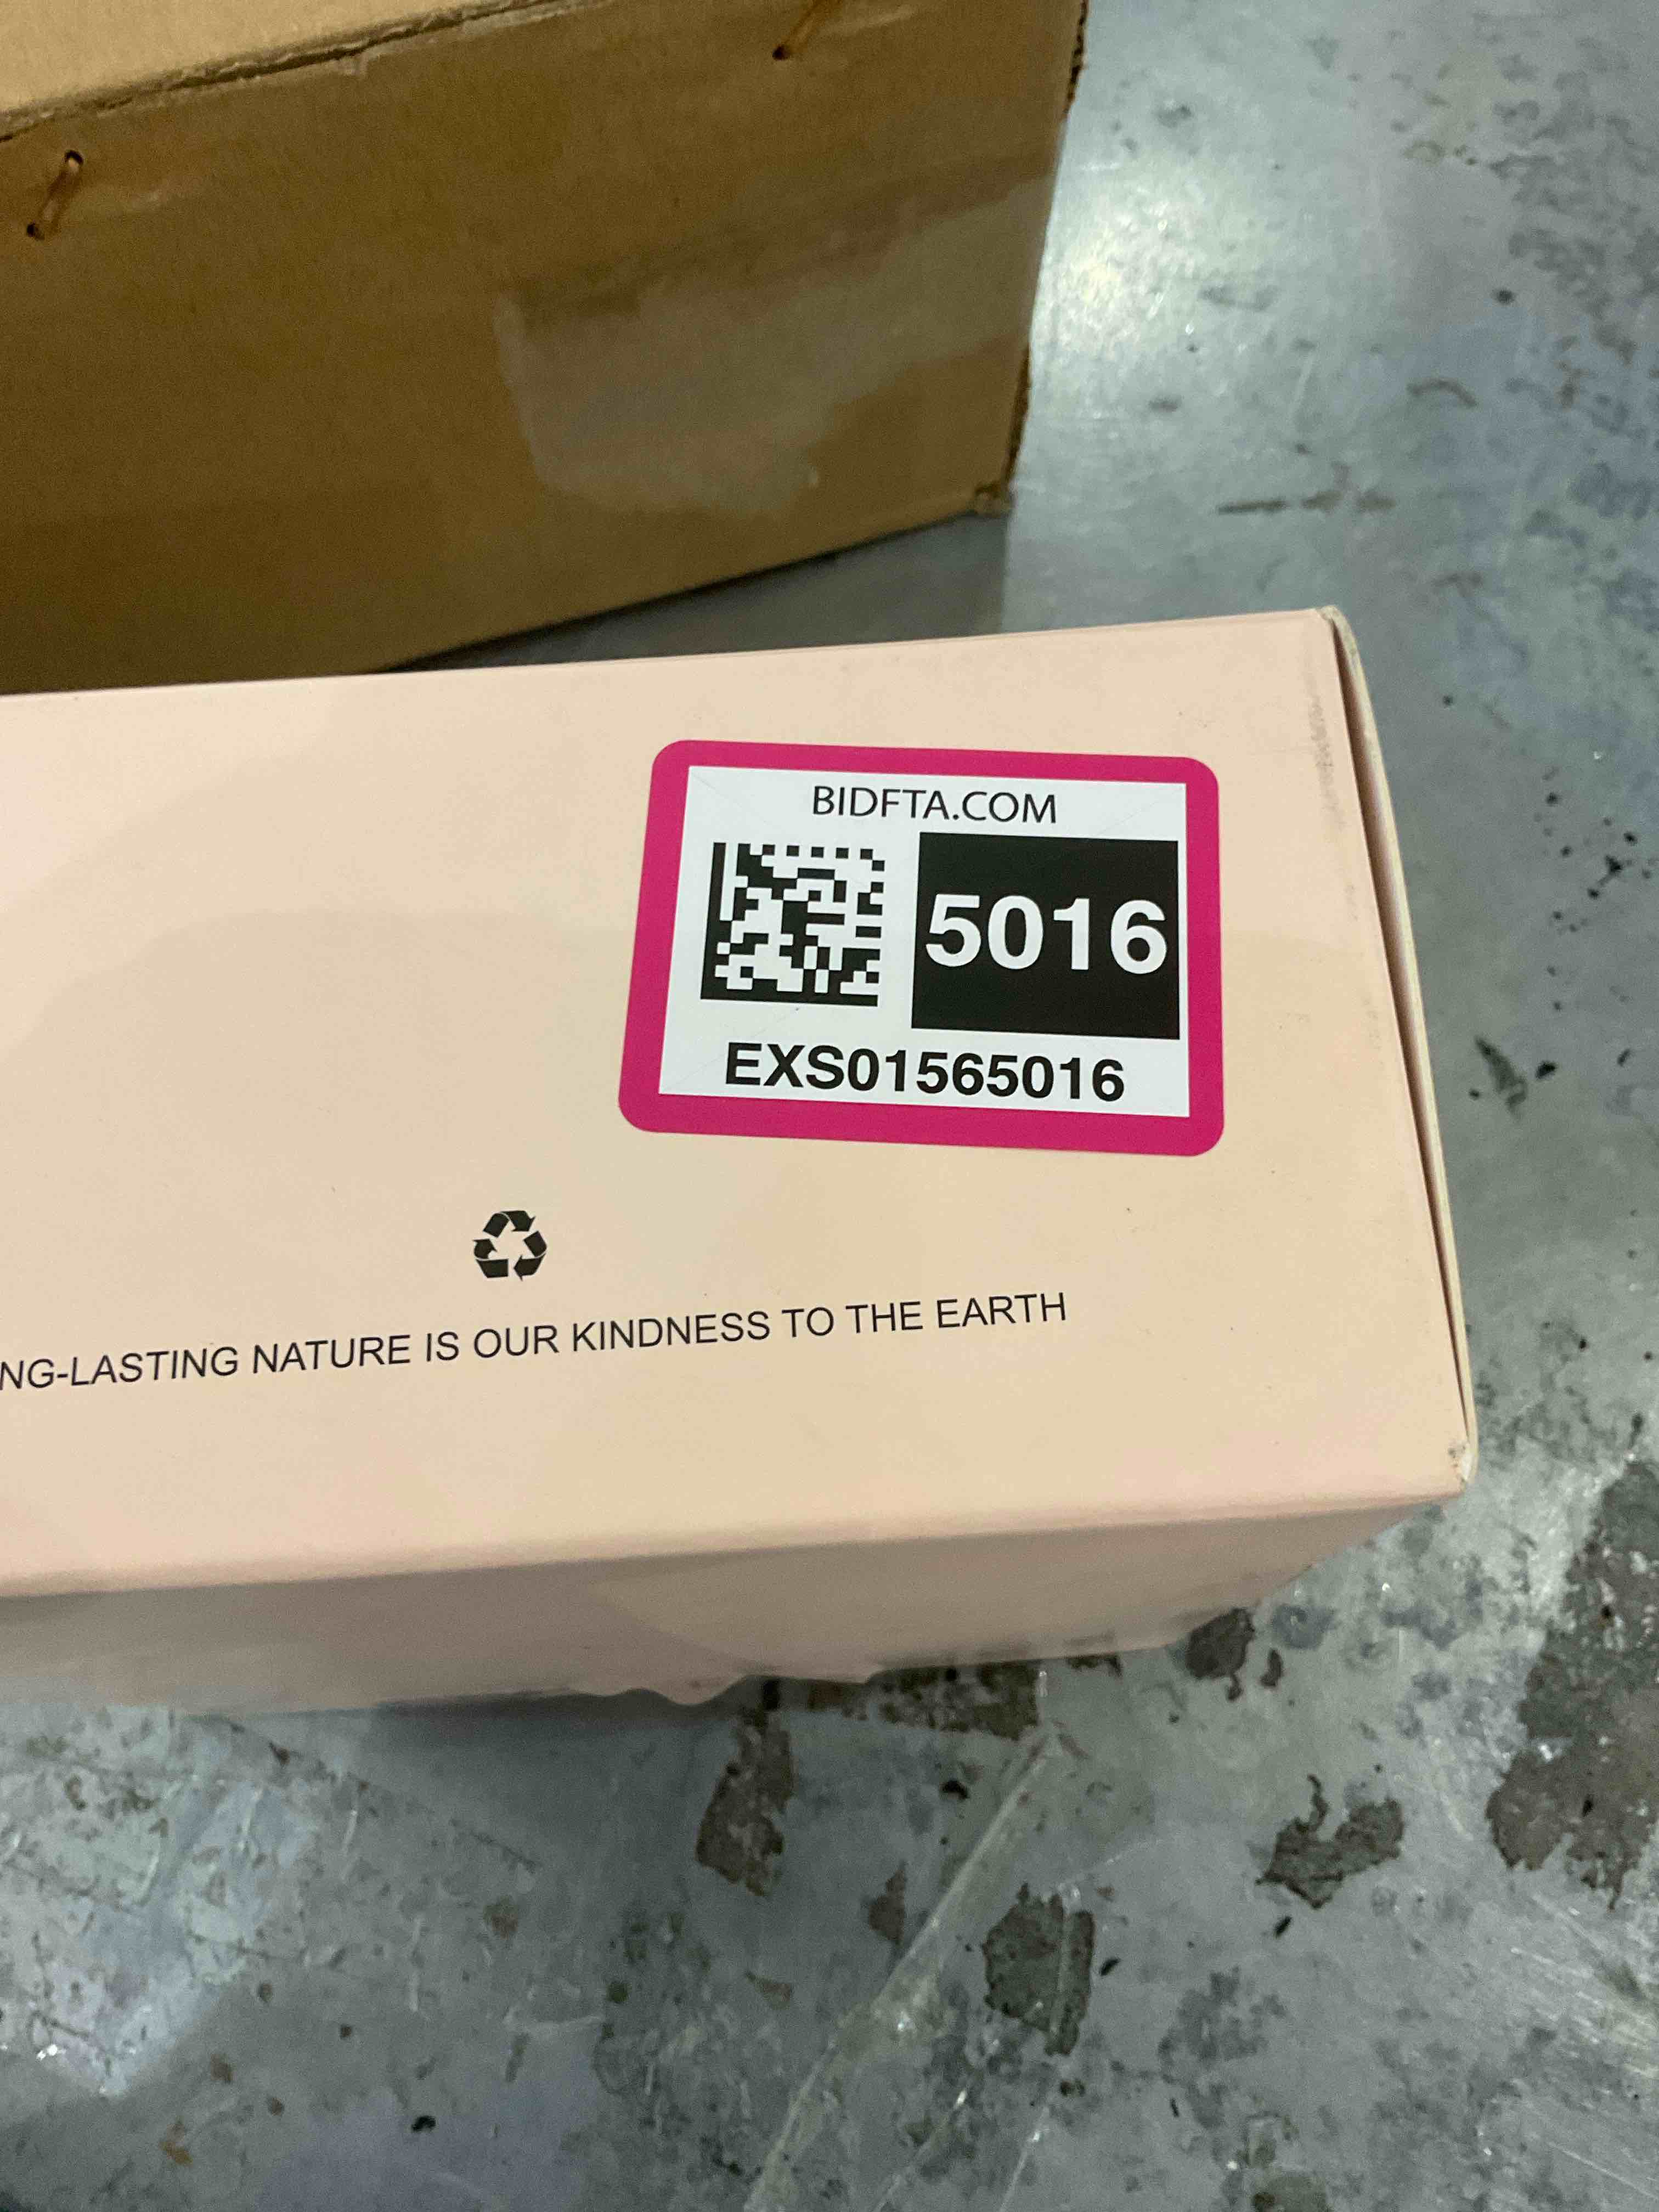 BIDFTA.COM
5016
EXS01565016
NG-LASTING NATURE IS OUR KINDNESS TO THE EARTH